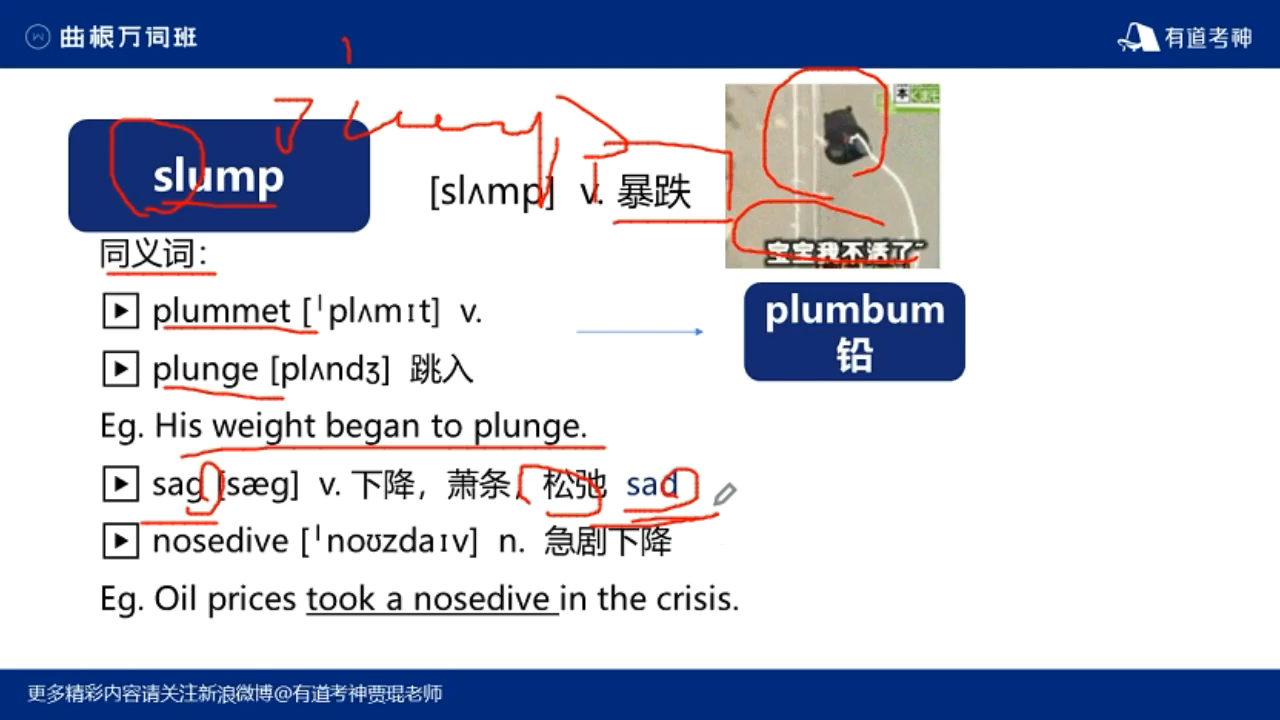 曲根万词班
有道考神
slump
[slʌmp] v. 暴跌
宝宝我不活了~
同义词：
plummet [ˈplʌmɪt] v.
plumbum
铅
plunge [plʌndʒ] 跳入
Eg. His weight began to plunge.
sag [sæg] v. 下降，萧条，松弛 sad
nosedive [ˈnoʊzdaɪv] n. 急剧下降
Eg. Oil prices took a nosedive in the crisis.
更多精彩内容请关注新浪微博@有道考神贾琨老师